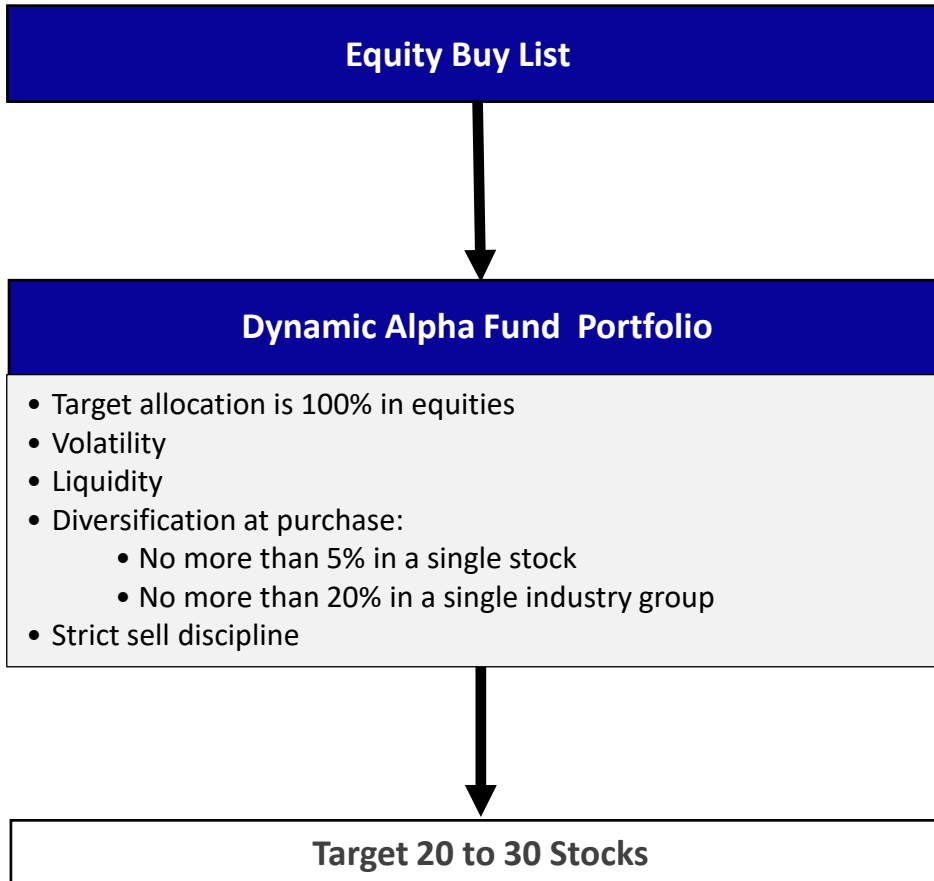 Equity Buy List
Dynamic Alpha Fund  Portfolio
• Target allocation is 100% in equities
• Volatility
• Liquidity
• Diversification at purchase:
• No more than 5% in a single stock
• No more than 20% in a single industry group
• Strict sell discipline
Target 20 to 30 Stocks